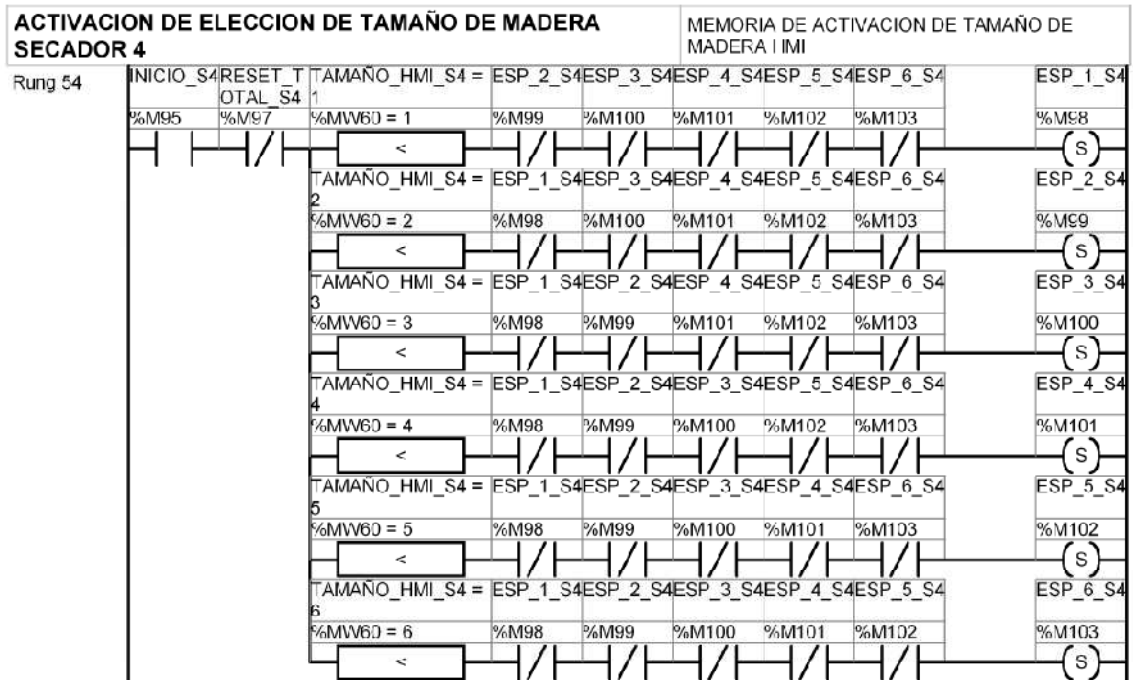 ACTIVACION DE ELECCION DE TAMAÑO DE MADERA
SECADOR 4
MEMORIA DE ACTIVACION DE TAMAÑO DE
MADERA HMI
Rung 54
INICIO_S4 RESET_T TAMAÑO_HMI_S4 = ESP_2_S4 ESP_3_S4 ESP_4_S4 ESP_5_S4 ESP_6_S4 ESP_1_S4
OTAL_S4 1
%M95 %M97 %MW60 = 1 %M99 %M100 %M101 %M102 %M103 %M98
< S
TAMAÑO_HMI_S4 = ESP_1_S4 ESP_3_S4 ESP_4_S4 ESP_5_S4 ESP_6_S4 ESP_2_S4
2
%MW60 = 2 %M98 %M100 %M101 %M102 %M103 %M99
< S
TAMAÑO_HMI_S4 = ESP_1_S4 ESP_2_S4 ESP_4_S4 ESP_5_S4 ESP_6_S4 ESP_3_S4
3
%MW60 = 3 %M98 %M99 %M101 %M102 %M103 %M100
< S
TAMAÑO_HMI_S4 = ESP_1_S4 ESP_2_S4 ESP_3_S4 ESP_5_S4 ESP_6_S4 ESP_4_S4
4
%MW60 = 4 %M98 %M99 %M100 %M102 %M103 %M101
< S
TAMAÑO_HMI_S4 = ESP_1_S4 ESP_2_S4 ESP_3_S4 ESP_4_S4 ESP_6_S4 ESP_5_S4
5
%MW60 = 5 %M98 %M99 %M100 %M101 %M103 %M102
< S
TAMAÑO_HMI_S4 = ESP_1_S4 ESP_2_S4 ESP_3_S4 ESP_4_S4 ESP_5_S4 ESP_6_S4
6
%MW60 = 6 %M98 %M99 %M100 %M101 %M102 %M103
< S